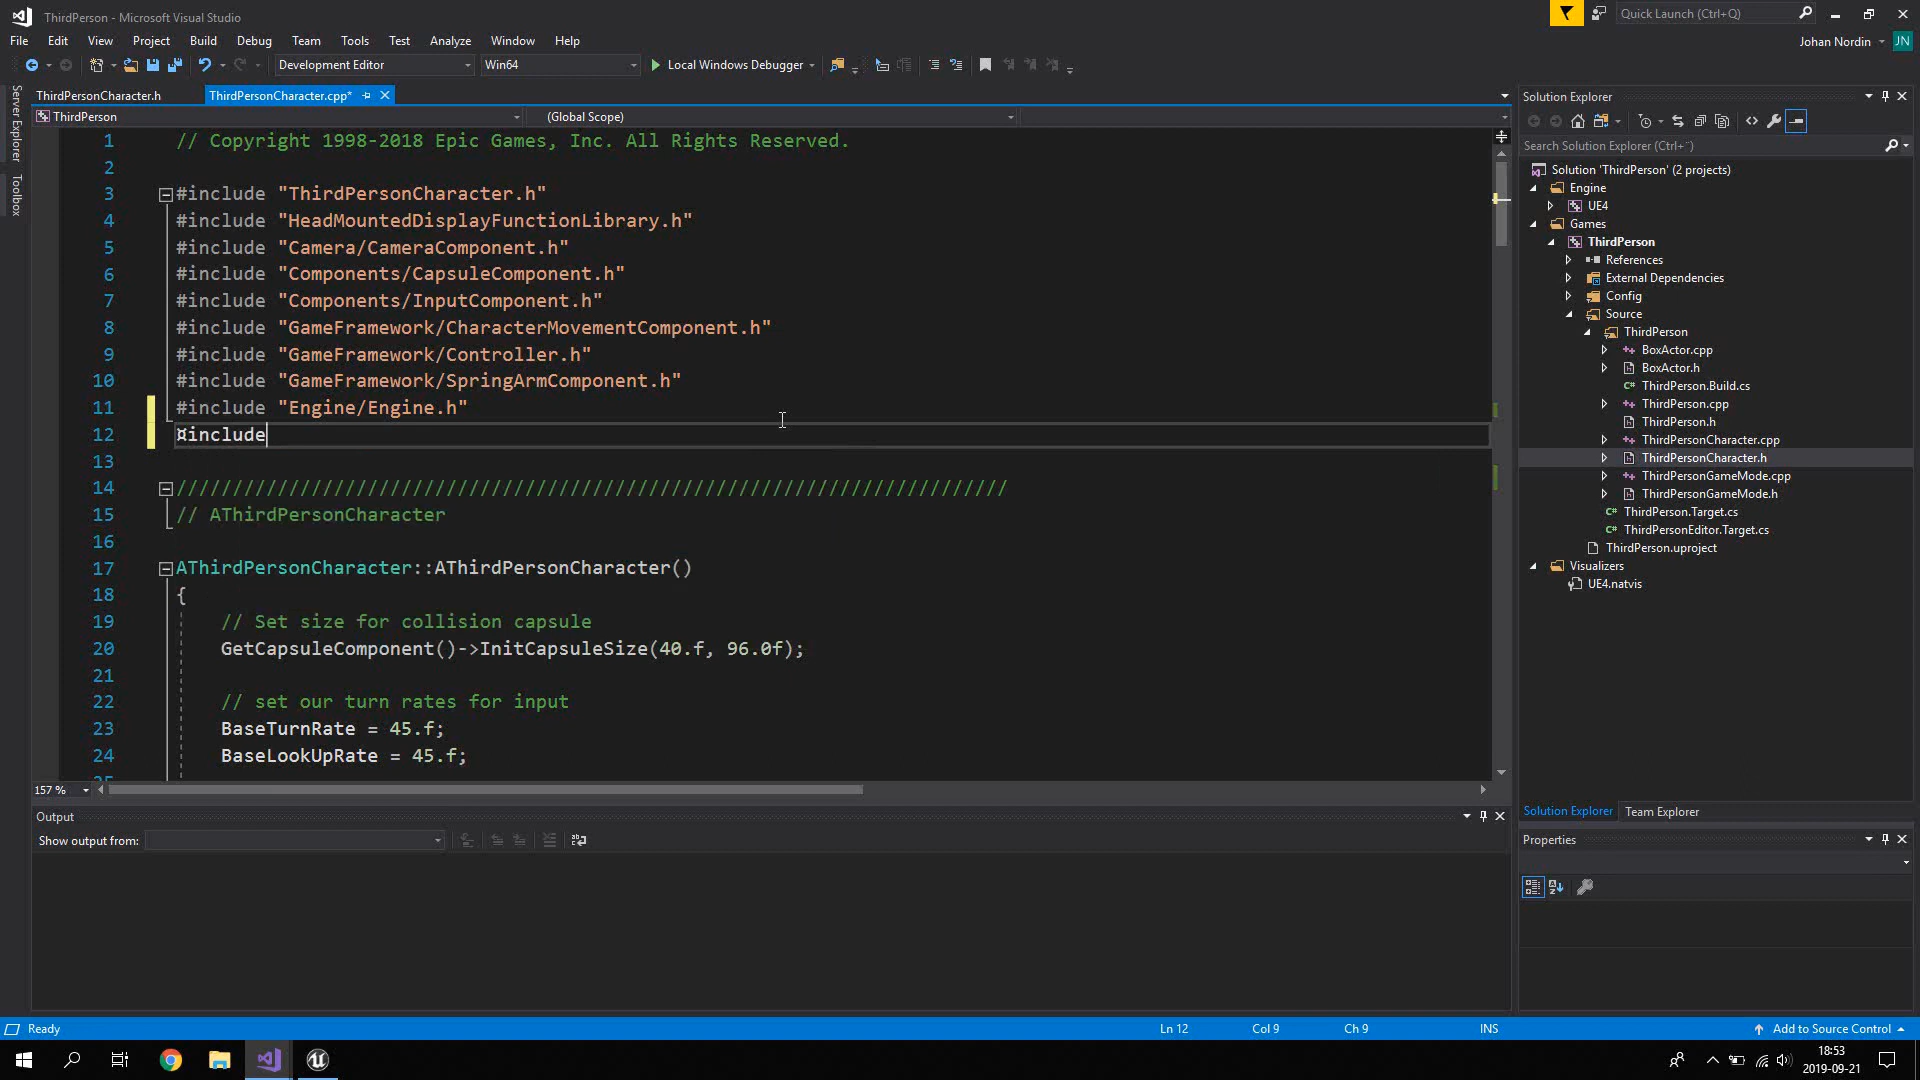 ThirdPerson - Microsoft Visual Studio
Quick Launch (Ctrl+Q)
File Edit View Project Build Debug Team Tools Test Analyze Window Help
Johan Nordin JN
Development Editor Win64 Local Windows Debugger
Server Explorer
Toolbox
ThirdPersonCharacter.h ThirdPersonCharacter.cpp*
ThirdPerson (Global Scope)
1 // Copyright 1998-2018 Epic Games, Inc. All Rights Reserved.
2
3 #include "ThirdPersonCharacter.h"
4 #include "HeadMountedDisplayFunctionLibrary.h"
5 #include "Camera/CameraComponent.h"
6 #include "Components/CapsuleComponent.h"
7 #include "Components/InputComponent.h"
8 #include "GameFramework/CharacterMovementComponent.h"
9 #include "GameFramework/Controller.h"
10 #include "GameFramework/SpringArmComponent.h"
11 #include "Engine/Engine.h"
12 ¤include
13
14 //////////////////////////////////////////////////////////////////////////
15 // AThirdPersonCharacter
16
17 AThirdPersonCharacter::AThirdPersonCharacter()
18 {
19 // Set size for collision capsule
20 GetCapsuleComponent()->InitCapsuleSize(40.f, 96.0f);
21
22 // set our turn rates for input
23 BaseTurnRate = 45.f;
24 BaseLookUpRate = 45.f;
157 %
Output
Show output from:
Solution Explorer
Search Solution Explorer (Ctrl+¨)
Solution 'ThirdPerson' (2 projects)
Engine
UE4
Games
ThirdPerson
References
External Dependencies
Config
Source
ThirdPerson
BoxActor.cpp
BoxActor.h
ThirdPerson.Build.cs
ThirdPerson.cpp
ThirdPerson.h
ThirdPersonCharacter.cpp
ThirdPersonCharacter.h
ThirdPersonGameMode.cpp
ThirdPersonGameMode.h
ThirdPerson.Target.cs
ThirdPersonEditor.Target.cs
ThirdPerson.uproject
Visualizers
UE4.natvis
Solution Explorer Team Explorer
Properties
Ready Ln 12 Col 9 Ch 9 INS Add to Source Control
18:53
2019-09-21